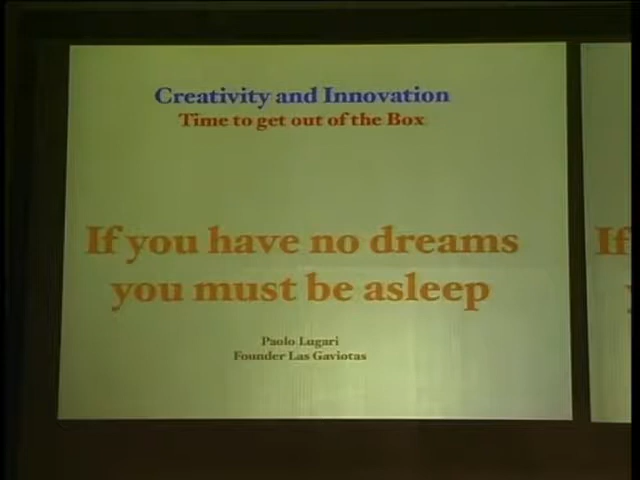 Creativity and Innovation
Time to get out of the Box
If you have no dreams
you must be asleep
Paolo Lugari
Founder Las Gaviotas
If